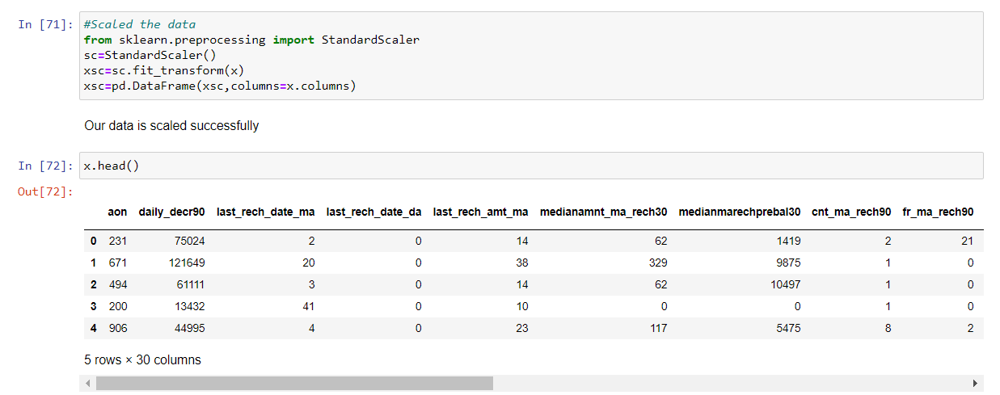 In [71]: #Scaled the data
from sklearn.preprocessing import StandardScaler
sc=StandardScaler()
xsc=sc.fit_transform(x)
xsc=pd.DataFrame(xsc,columns=x.columns)
Our data is scaled successfully
In [72]: x.head()
Out[72]:
aon daily_decr90 last_rech_date_ma last_rech_date_da last_rech_amt_ma medianamnt_ma_rech30 medianmarechprebal30 cnt_ma_rech90 fr_ma_rech90
0 231 75024 2 0 14 62 1419 2 21
1 671 121649 20 0 38 329 9875 1 0
2 494 61111 3 0 14 62 10497 1 0
3 200 13432 41 0 10 0 0 1 0
4 906 44995 4 0 23 117 5475 8 2
5 rows × 30 columns